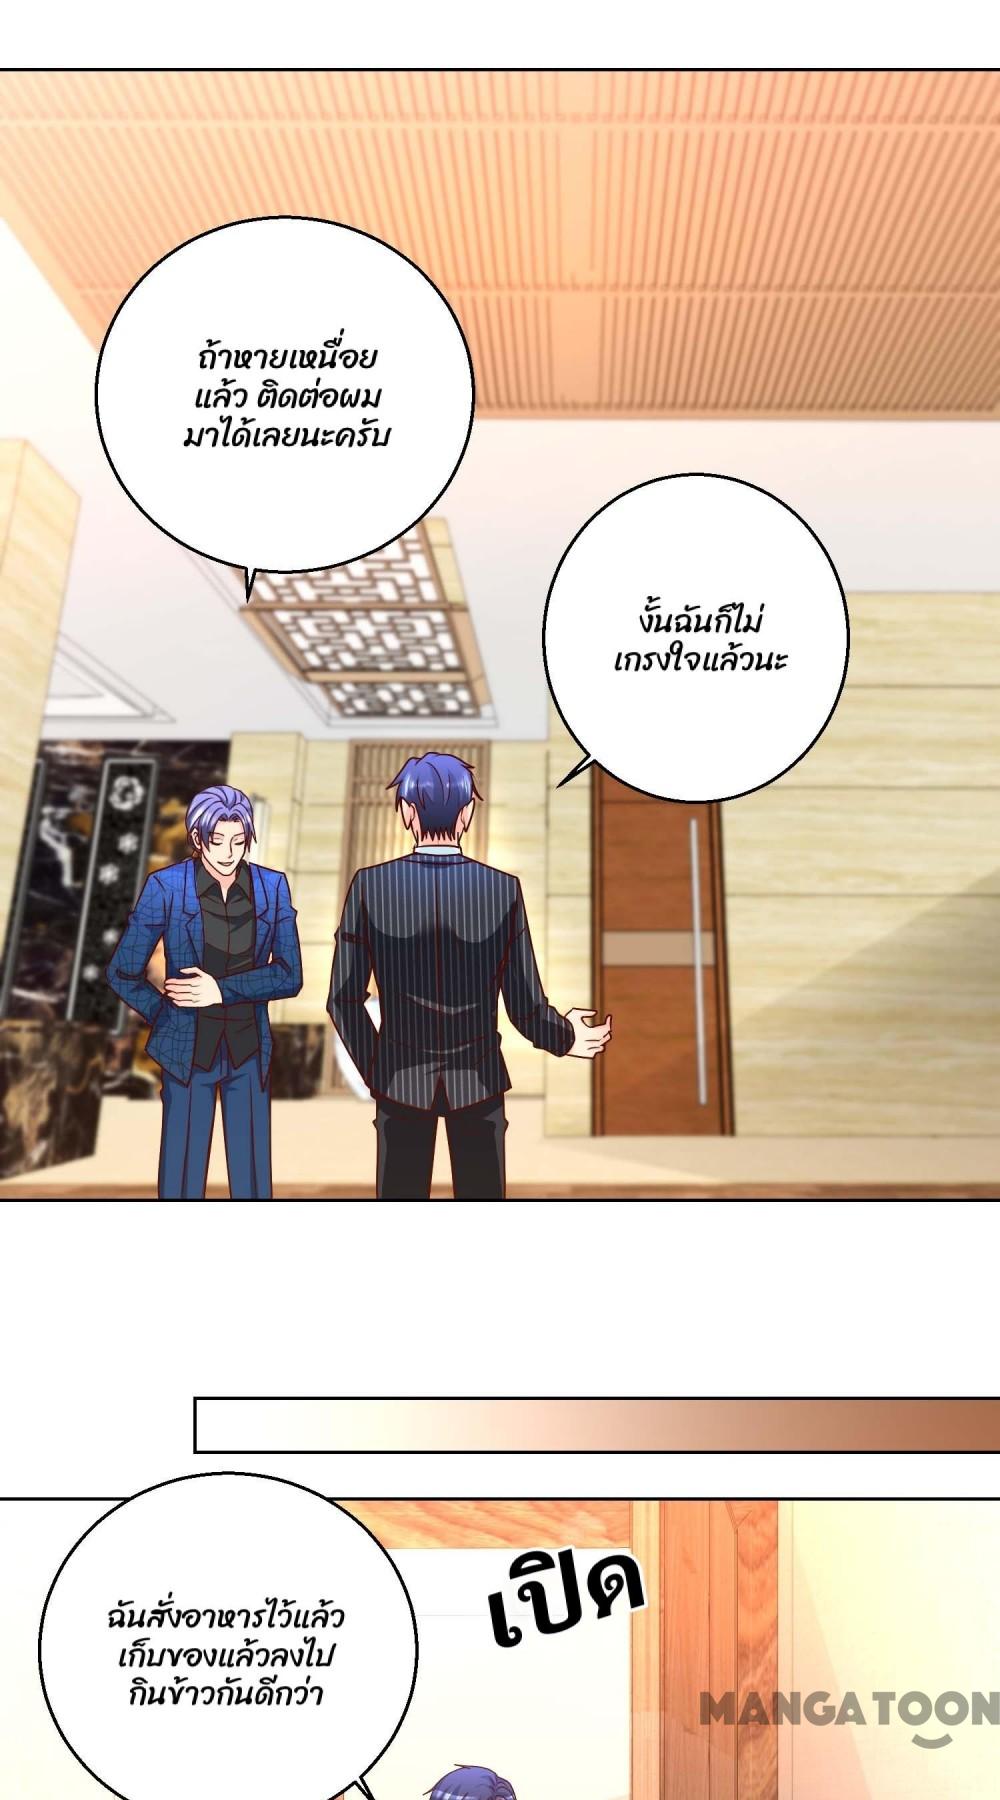 ถ้าหายเหนื่อย
แล้ว ติดต่อผม
มาได้เลยนะครับ
งั้นฉันก็ไม่
เกรงใจแล้วนะ
เปิด
ฉันสั่งอาหารไว้แล้ว
เก็บของแล้วลงไป
กินข้าวกันดีกว่า
MANGATOON